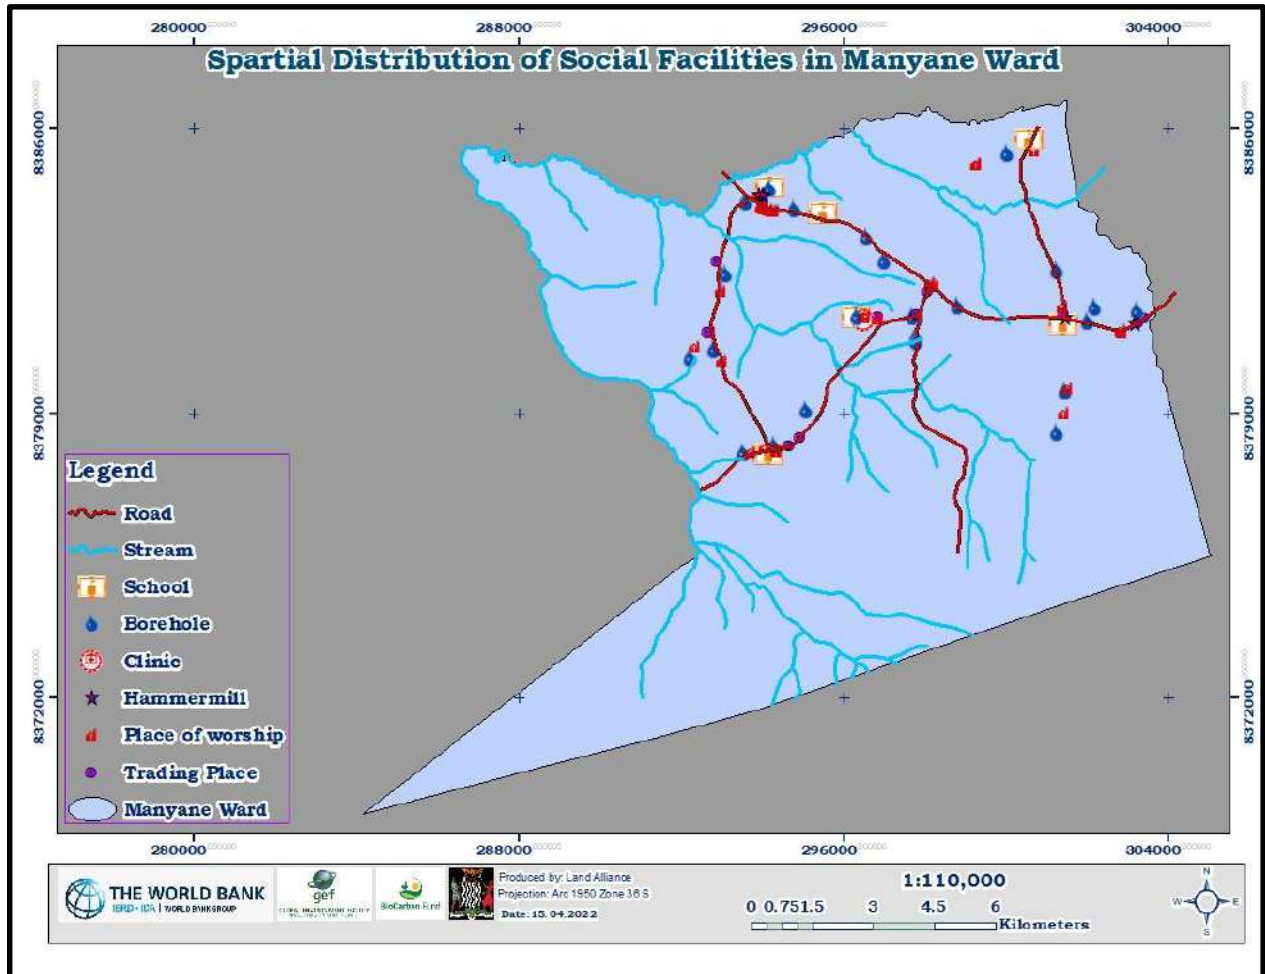 280000 288000 296000 304000
Spartial Distribution of Social Facilities in Manyane Ward
8386000 8386000
8379000 8379000
8372000 8372000
Legend
Road
Stream
School
Borehole
Clinic
Hammermill
Place of worship
Trading Place
Manyane Ward
280000 288000 296000 304000
THE WORLD BANK
IBRD • IDA | WORLD BANK GROUP
gef
BioCarbon Fund
Produced by: Land Alliance
Projection: Arc 1950 Zone 36 S
Date: 15.04.2022
1:110,000
0 0.75 1.5 3 4.5 6
Kilometers
N
W E
S